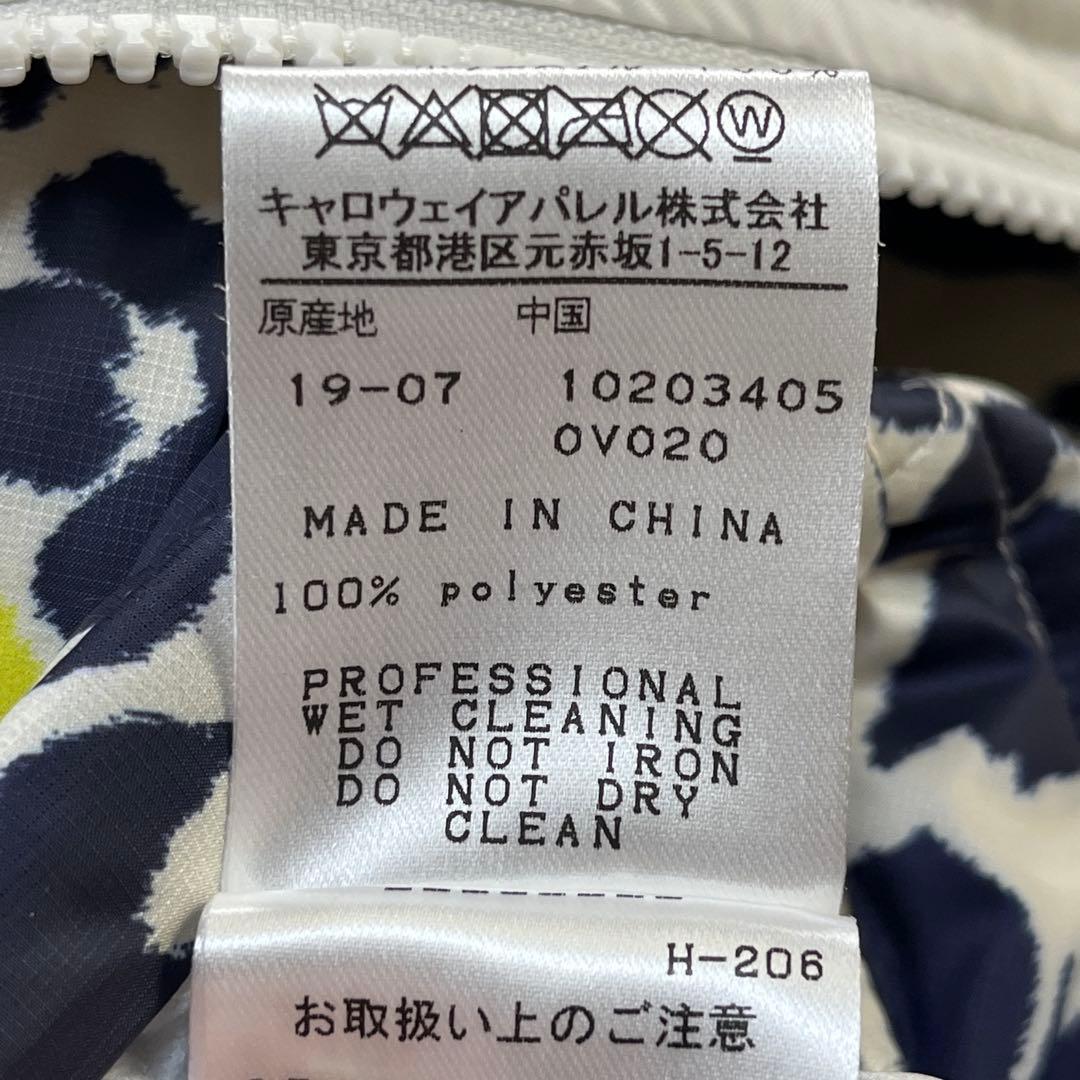 Ⓦ
キャロウェイアパレル株式会社
東京都港区元赤坂1-5-12
原産地 中国
19-07 10203405
0V020
MADE IN CHINA
100% polyester
PROFESSIONAL
WET CLEANING
DO NOT IRON
DO NOT DRY
CLEAN
H-206
お取扱い上のご注意